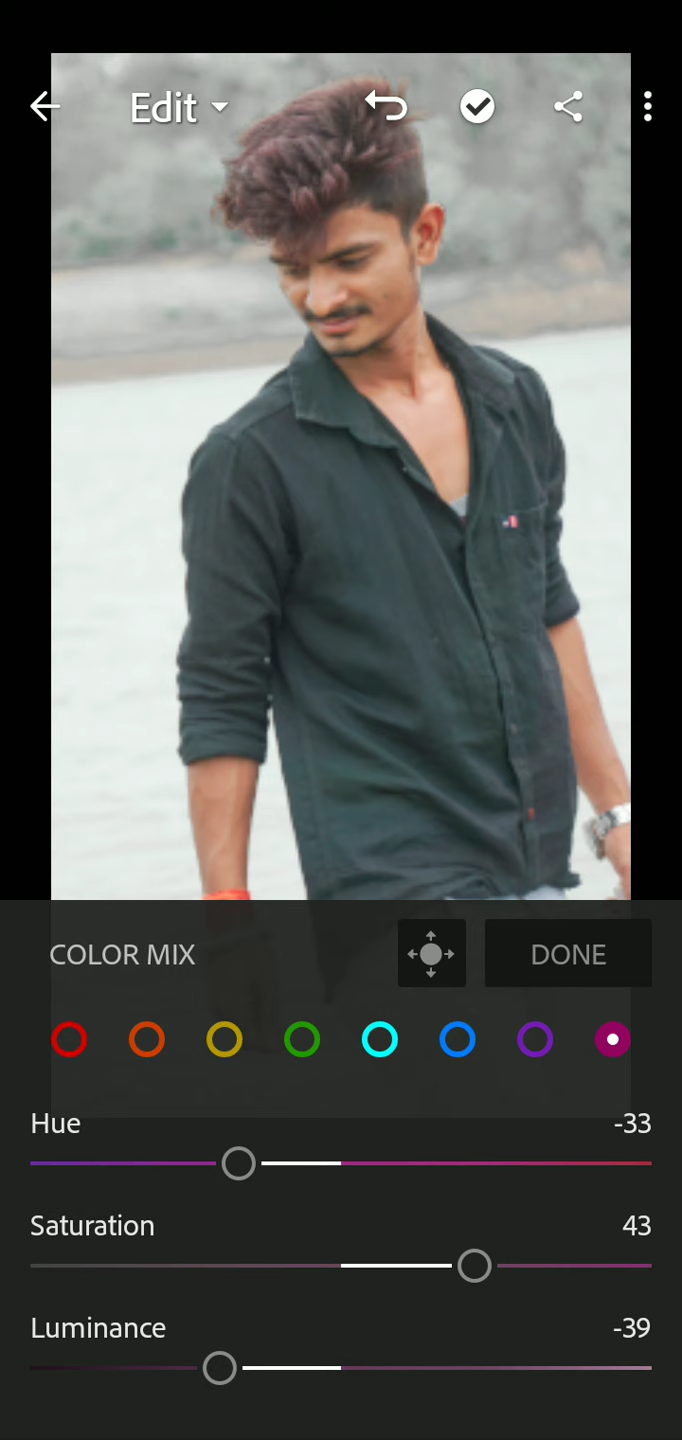 Edit
COLOR MIX
DONE
Hue
-33
Saturation
43
Luminance
-39